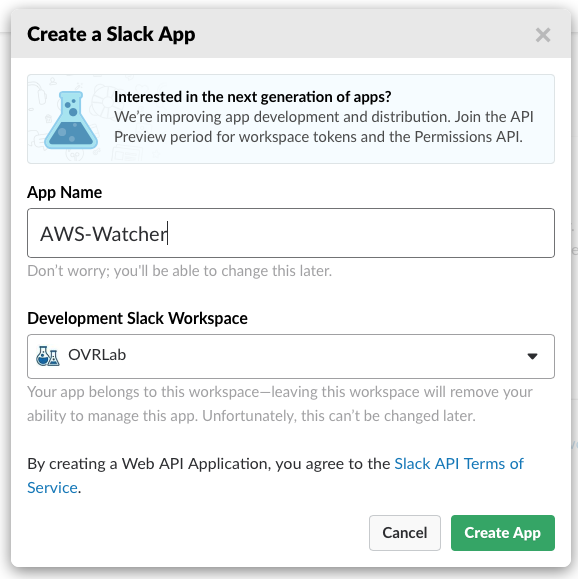 Create a Slack App
Interested in the next generation of apps?
We're improving app development and distribution. Join the API
Preview period for workspace tokens and the Permissions API.
App Name
AWS-Watcher
Don't worry; you'll be able to change this later.
Development Slack Workspace
OVRLab
Your app belongs to this workspace—leaving this workspace will remove your
ability to manage this app. Unfortunately, this can't be changed later.
By creating a Web API Application, you agree to the Slack API Terms of
Service.
Cancel
Create App